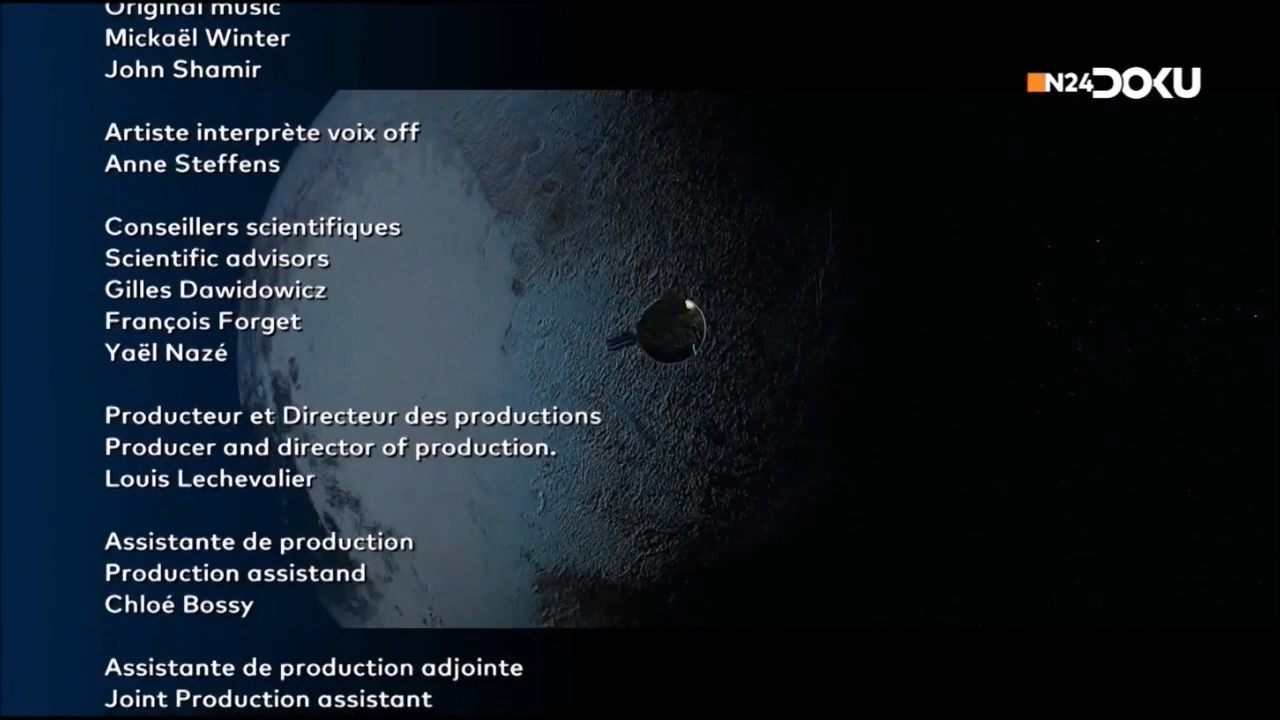 Original music
Mickaël Winter
John Shamir
N24 DOKU
Artiste interprète voix off
Anne Steffens
Conseillers scientifiques
Scientific advisors
Gilles Dawidowicz
François Forget
Yaël Nazé
Producteur et Directeur des productions
Producer and director of production.
Louis Lechevalier
Assistante de production
Production assistand
Chloé Bossy
Assistante de production adjointe
Joint Production assistant